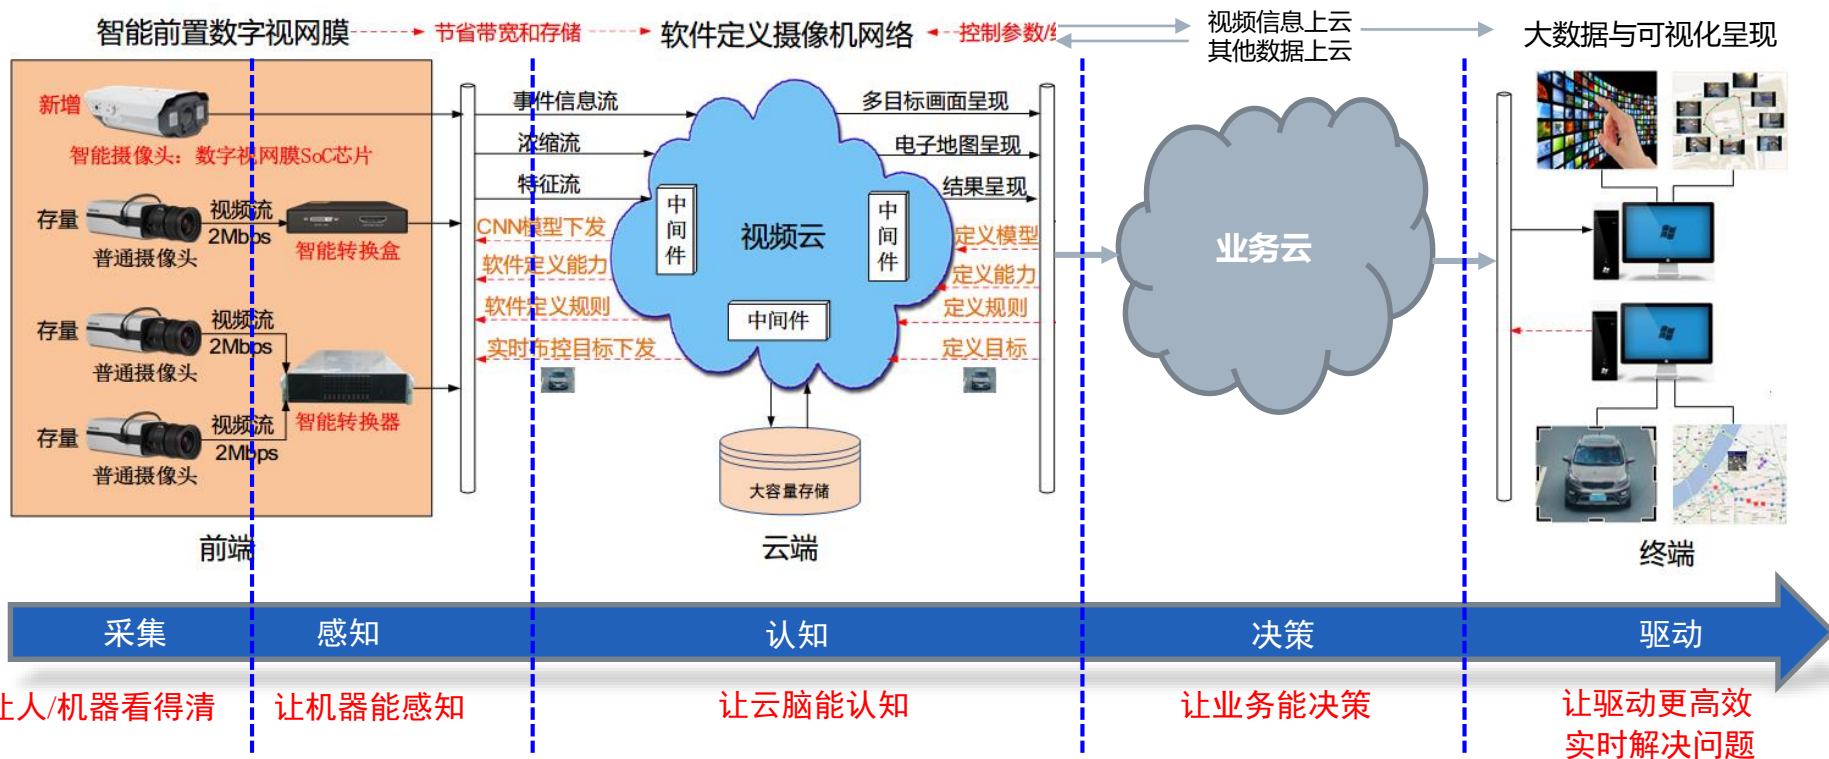 智能前置数字视网膜
节省带宽和存储
软件定义摄像机网络
控制参数/
视频信息上云
其他数据上云
大数据与可视化呈现
新增
智能摄像头：数字视网膜SoC芯片
存量
视频流
2Mbps
普通摄像头
智能转换盒
存量
视频流
2Mbps
普通摄像头
智能转换器
存量
视频流
2Mbps
普通摄像头
前端
事件信息流
浓缩流
特征流
CNN模型下发
软件定义能力
软件定义规则
实时布控目标下发
中间件
视频云
中间件
中间件
大容量存储
云端
多目标画面呈现
电子地图呈现
结果呈现
定义模型
定义能力
定义规则
定义目标
业务云
终端
采集
感知
认知
决策
驱动
让人/机器看得清
让机器能感知
让云脑能认知
让业务能决策
让驱动更高效
实时解决问题